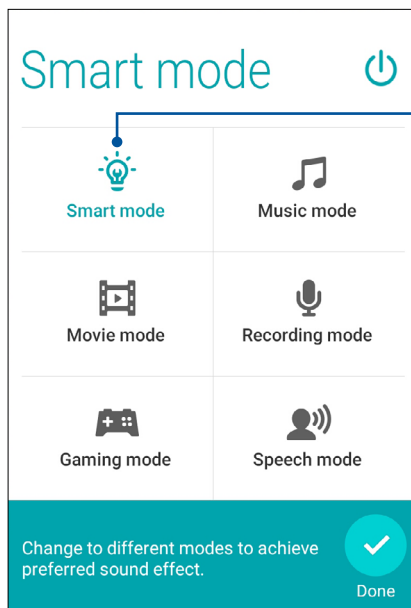 Smart mode
Smart mode
Music mode
Movie mode
Recording mode
Gaming mode
Speech mode
Change to different modes to achieve
preferred sound effect.
Done